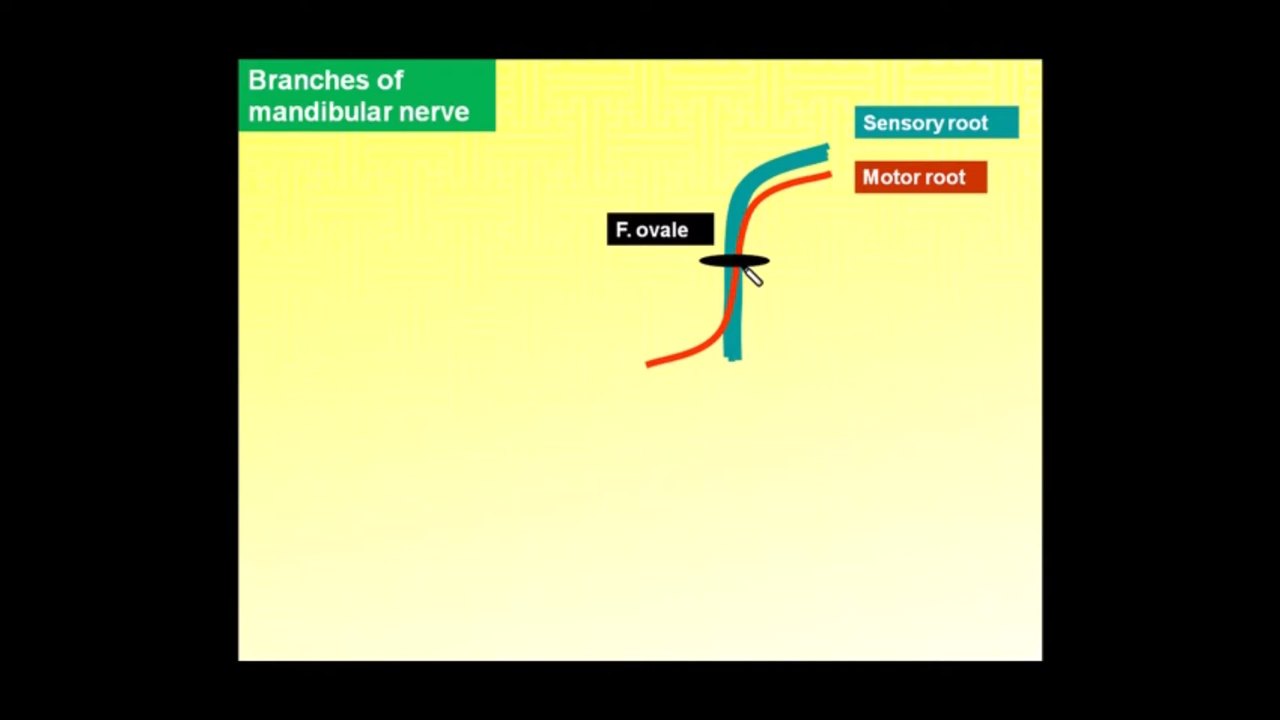 Branches of
mandibular nerve
Sensory root
Motor root
F. ovale